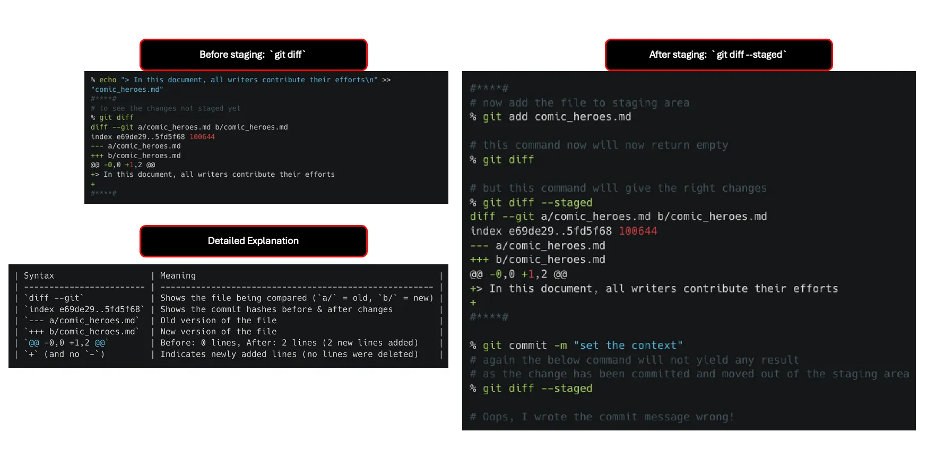 Before staging: `git diff`
% echo "> In this document, all writers contribute their efforts\n" >>
"comic_heroes.md"
#****#
# to see the changes not staged yet
% git diff
diff --git a/comic_heroes.md b/comic_heroes.md
index e69de29..5fd5f68 100644
--- a/comic_heroes.md
+++ b/comic_heroes.md
@@ -0,0 +1,2 @@
+> In this document, all writers contribute their efforts
+
#****#
Detailed Explanation
| Syntax | Meaning |
| ------------------------ | ------------------------------------------------------ |
| `diff --git` | Shows the file being compared (`a/` = old, `b/` = new) |
| `index e69de29..5fd5f68` | Shows the commit hashes before & after changes |
| `--- a/comic_heroes.md` | Old version of the file |
| `+++ b/comic_heroes.md` | New version of the file |
| `@@ -0,0 +1,2 @@` | Before: 0 lines, After: 2 lines (2 new lines added) |
| `+` (and no `-`) | Indicates newly added lines (no lines were deleted) |
After staging: `git diff --staged`
#****#
# now add the file to staging area
% git add comic_heroes.md
# this command now will now return empty
% git diff
# but this command will give the right changes
% git diff --staged
diff --git a/comic_heroes.md b/comic_heroes.md
index e69de29..5fd5f68 100644
--- a/comic_heroes.md
+++ b/comic_heroes.md
@@ -0,0 +1,2 @@
+> In this document, all writers contribute their efforts
+
#****#
% git commit -m "set the context"
# again the below command will not yield any result
# as the change has been committed and moved out of the staging area
% git diff --staged
# Oops, I wrote the commit message wrong!